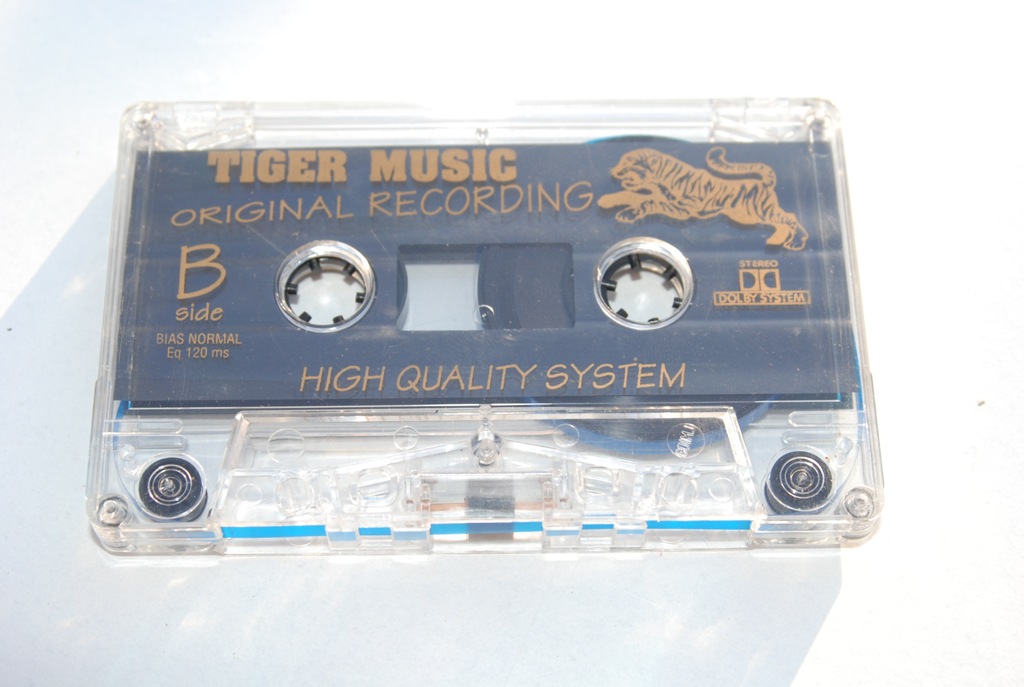 TIGER MUSIC
ORIGINAL RECORDING
B
side
BIAS NORMAL
Eq 120 ms
STEREO
DOLBY SYSTEM
HIGH QUALITY SYSTEM